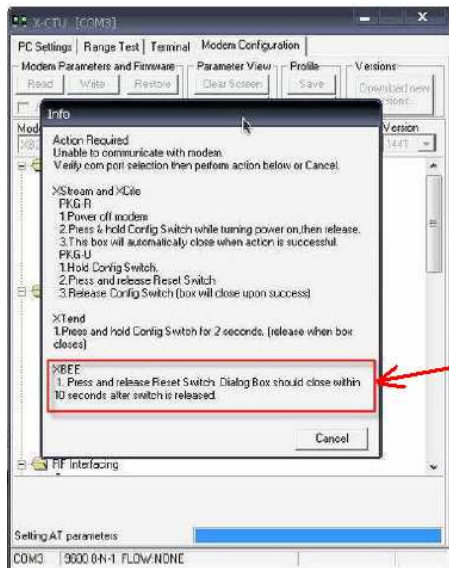 X-CTU [COM3]
PC Settings Range Test Terminal Modem Configuration
Modem Parameters and Firmware Parameter View Profile Versions
Read Write Restore Clear Screen Save Download new
versions...
Info
Version
1441
Action Required
Unable to communicate with modem.
Verify com port selection then perform action below or Cancel.
XStream and XCite
PKG-R
1.Power off modem
2.Press & hold Config Switch while turning power on,then release.
3.This box will automatically close when action is successful.
PKG-U
1.Hold Config Switch.
2.Press and release Reset Switch
3.Release Config Switch (box will close upon success)
XTend
1.Press and hold Config Switch for 2 seconds. (release when box
closes)
XBEE
1. Press and release Reset Switch. Dialog Box should close within
10 seconds after switch is released.
Cancel
RF Interfacing
Setting AT parameters
COM3 9600 8-N-1 FLOW:NONE